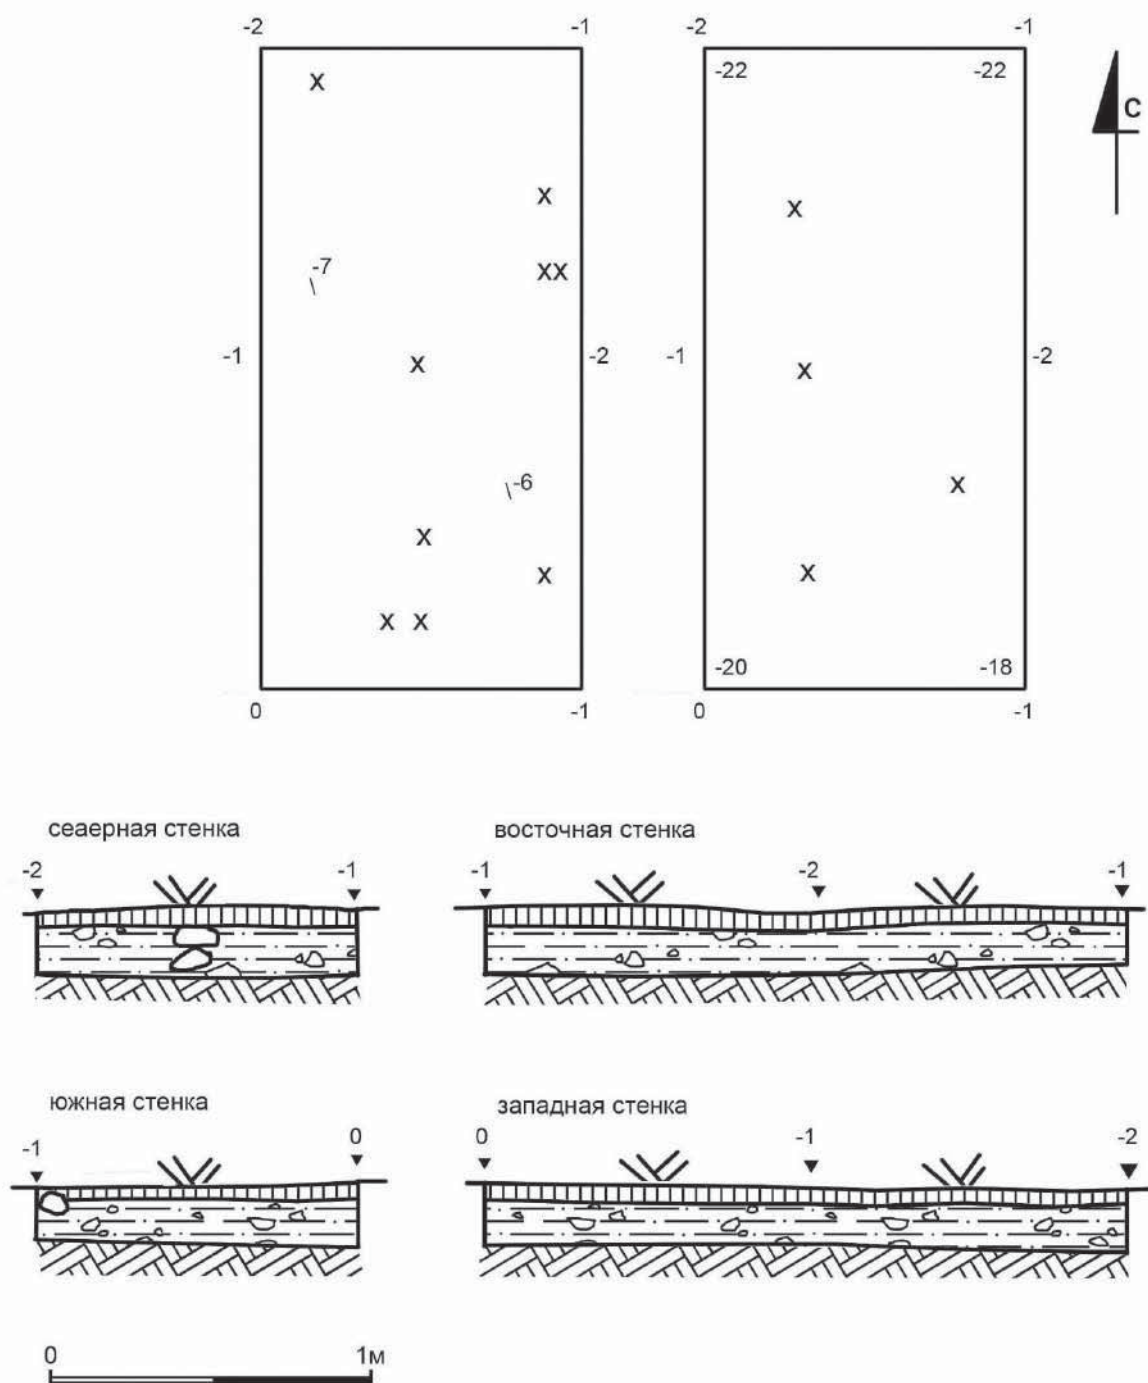 -2 -1 -2 -1
-22 -22
x
С
x
x
-7
xx
-1 x -2 -1 x -2
-6 x
x
x x
x x
-20 -18
0 -1 0 -1
сеаерная стенка восточная стенка
-2 -1 -1 -2 -1
южная стенка западная стенка
-1 0 0 -1 -2
0 1м